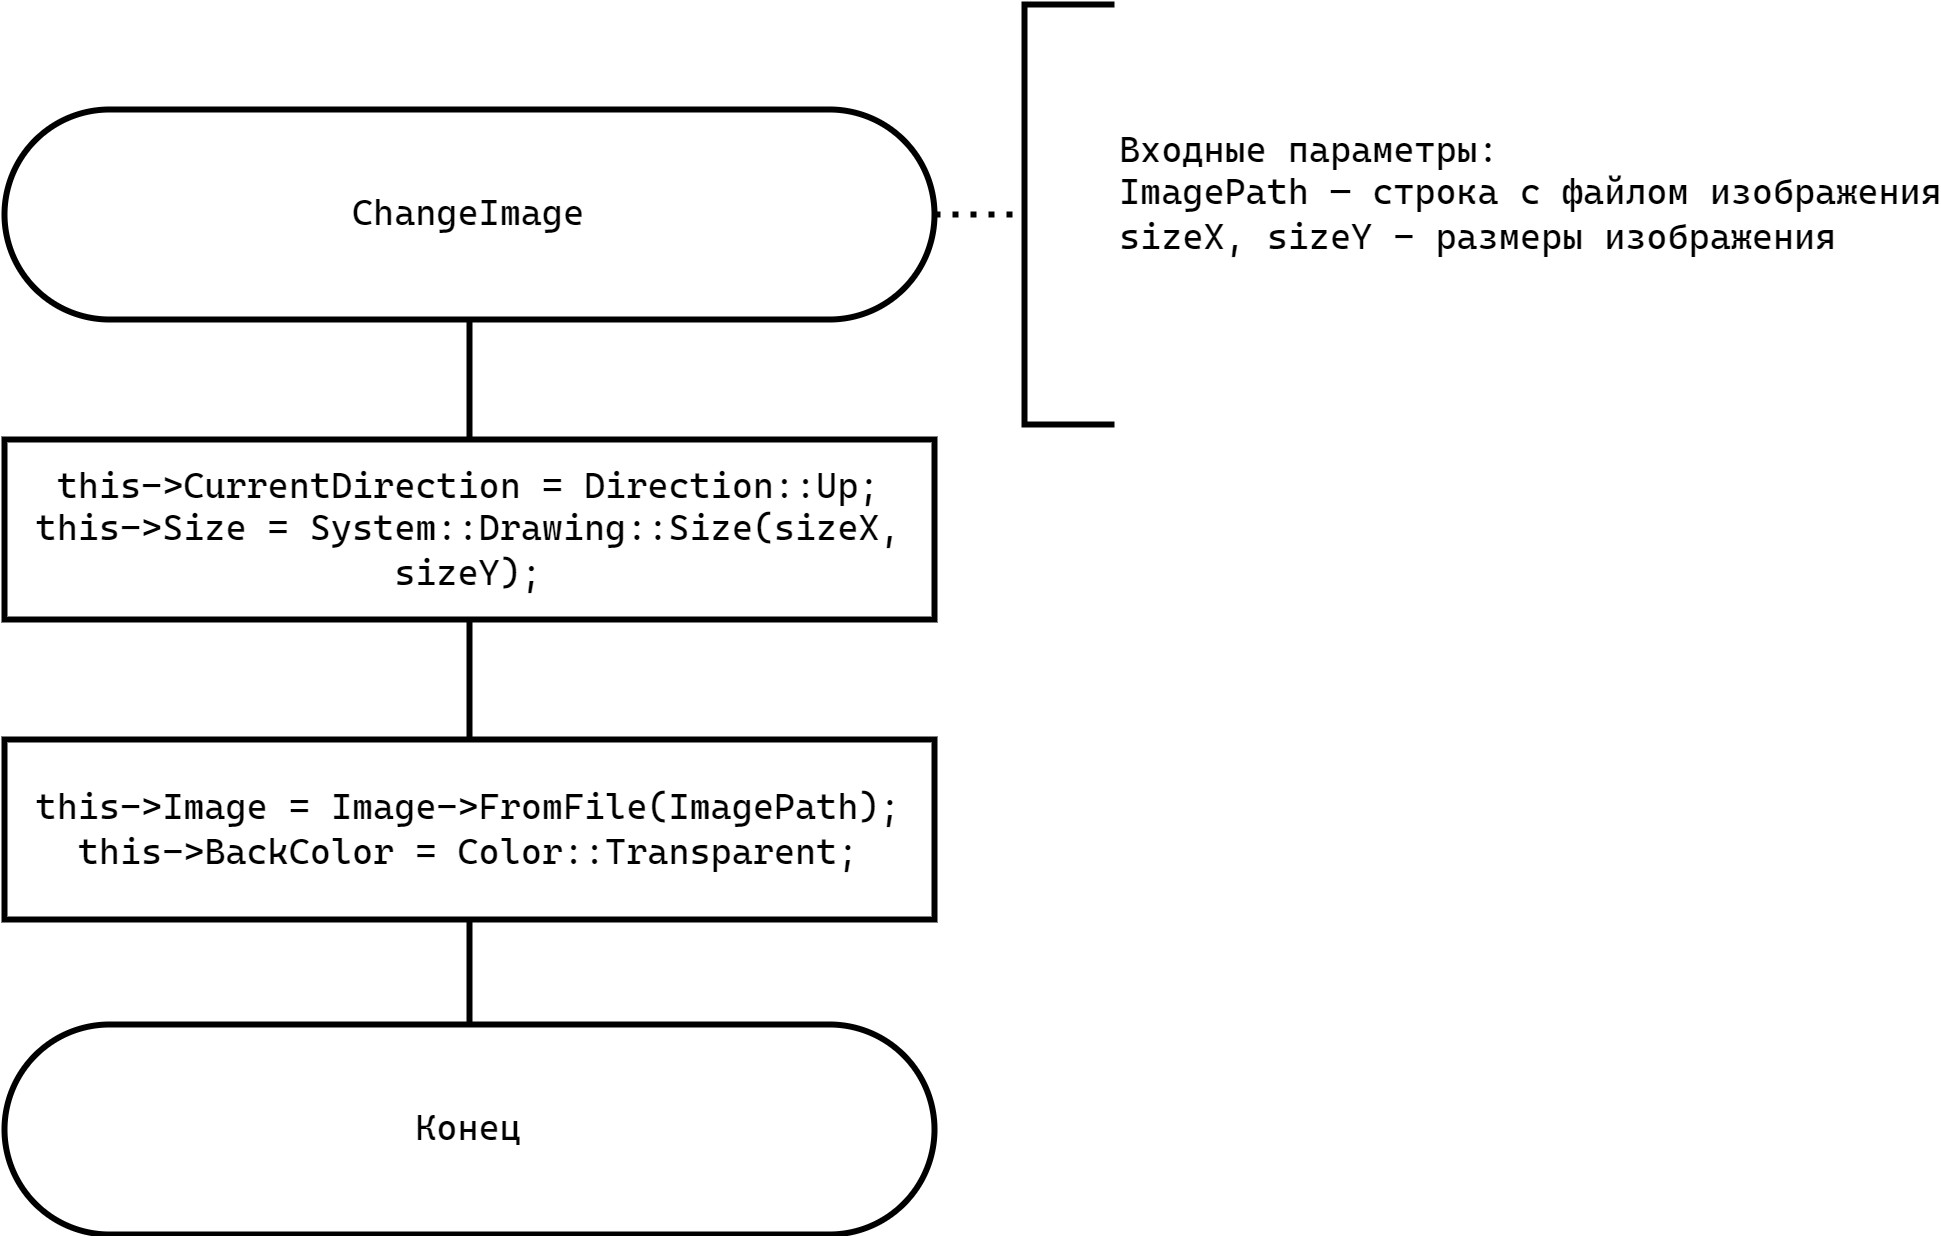 ChangeImage
Входные параметры:
ImagePath – строка с файлом изображения
sizeX, sizeY – размеры изображения
this->CurrentDirection = Direction::Up;
this->Size = System::Drawing::Size(sizeX,
sizeY);
this->Image = Image->FromFile(ImagePath);
this->BackColor = Color::Transparent;
Конец